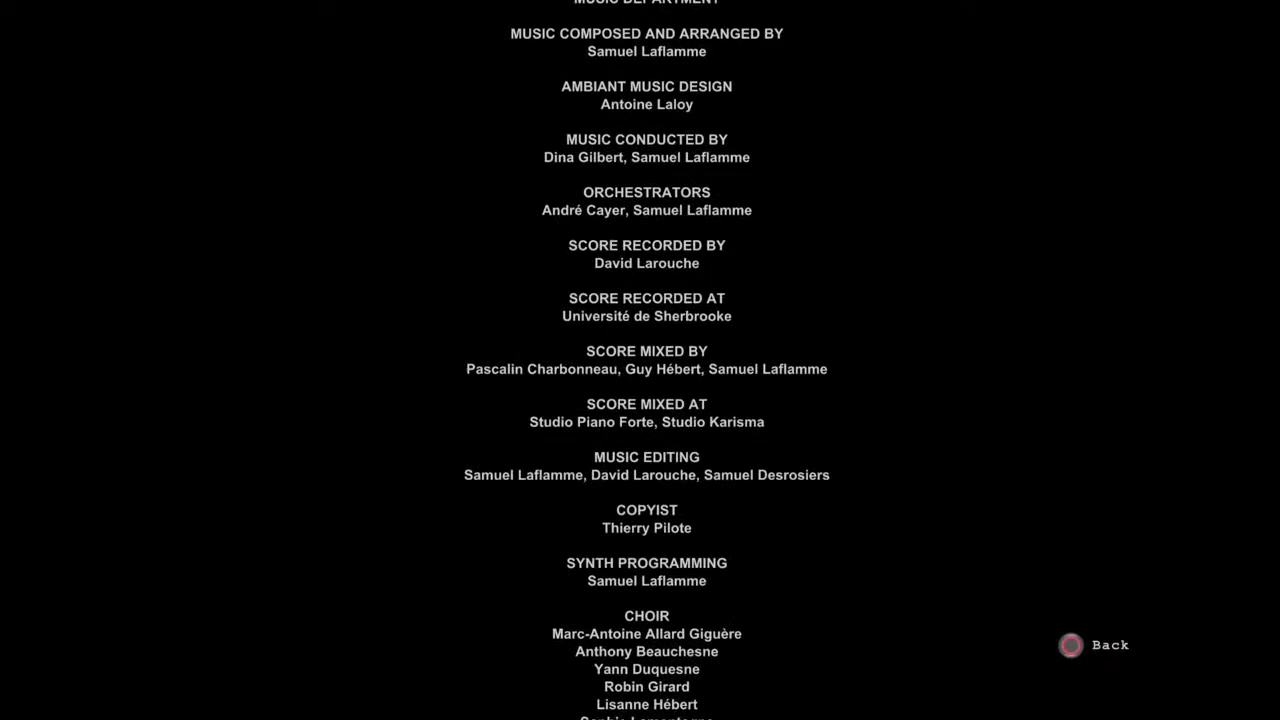 MUSIC DEPARTMENT
MUSIC COMPOSED AND ARRANGED BY
Samuel Laflamme
AMBIANT MUSIC DESIGN
Antoine Laloy
MUSIC CONDUCTED BY
Dina Gilbert, Samuel Laflamme
ORCHESTRATORS
André Cayer, Samuel Laflamme
SCORE RECORDED BY
David Larouche
SCORE RECORDED AT
Université de Sherbrooke
SCORE MIXED BY
Pascalin Charbonneau, Guy Hébert, Samuel Laflamme
SCORE MIXED AT
Studio Piano Forte, Studio Karisma
MUSIC EDITING
Samuel Laflamme, David Larouche, Samuel Desrosiers
COPYIST
Thierry Pilote
SYNTH PROGRAMMING
Samuel Laflamme
CHOIR
Marc-Antoine Allard Giguère
Anthony Beauchesne
Back
Yann Duquesne
Robin Girard
Lisanne Hébert